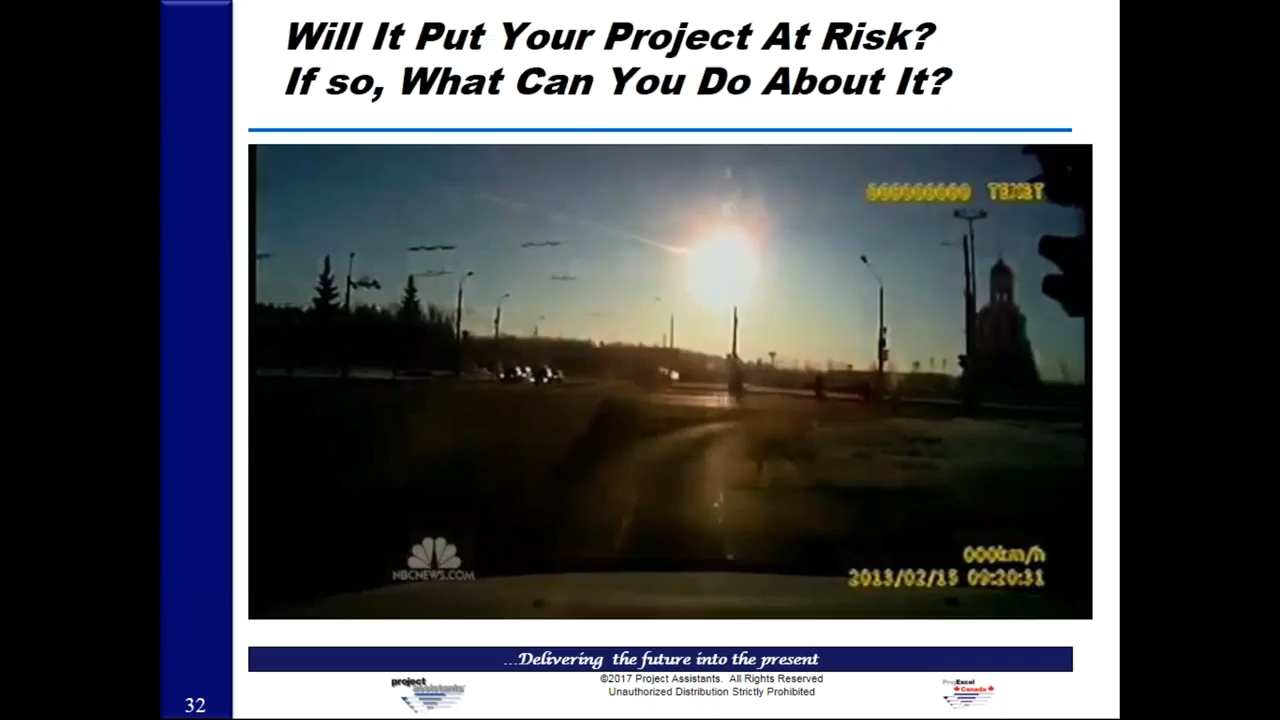 Will It Put Your Project At Risk?
If so, What Can You Do About It?
000000000 TEXET
NBCNEWS.COM
000km/h
2013/02/15 09:20:31
...Delivering the future into the present
project
assistants
©2017 Project Assistants. All Rights Reserved
Unauthorized Distribution Strictly Prohibited
ProjExcel
Canada
32